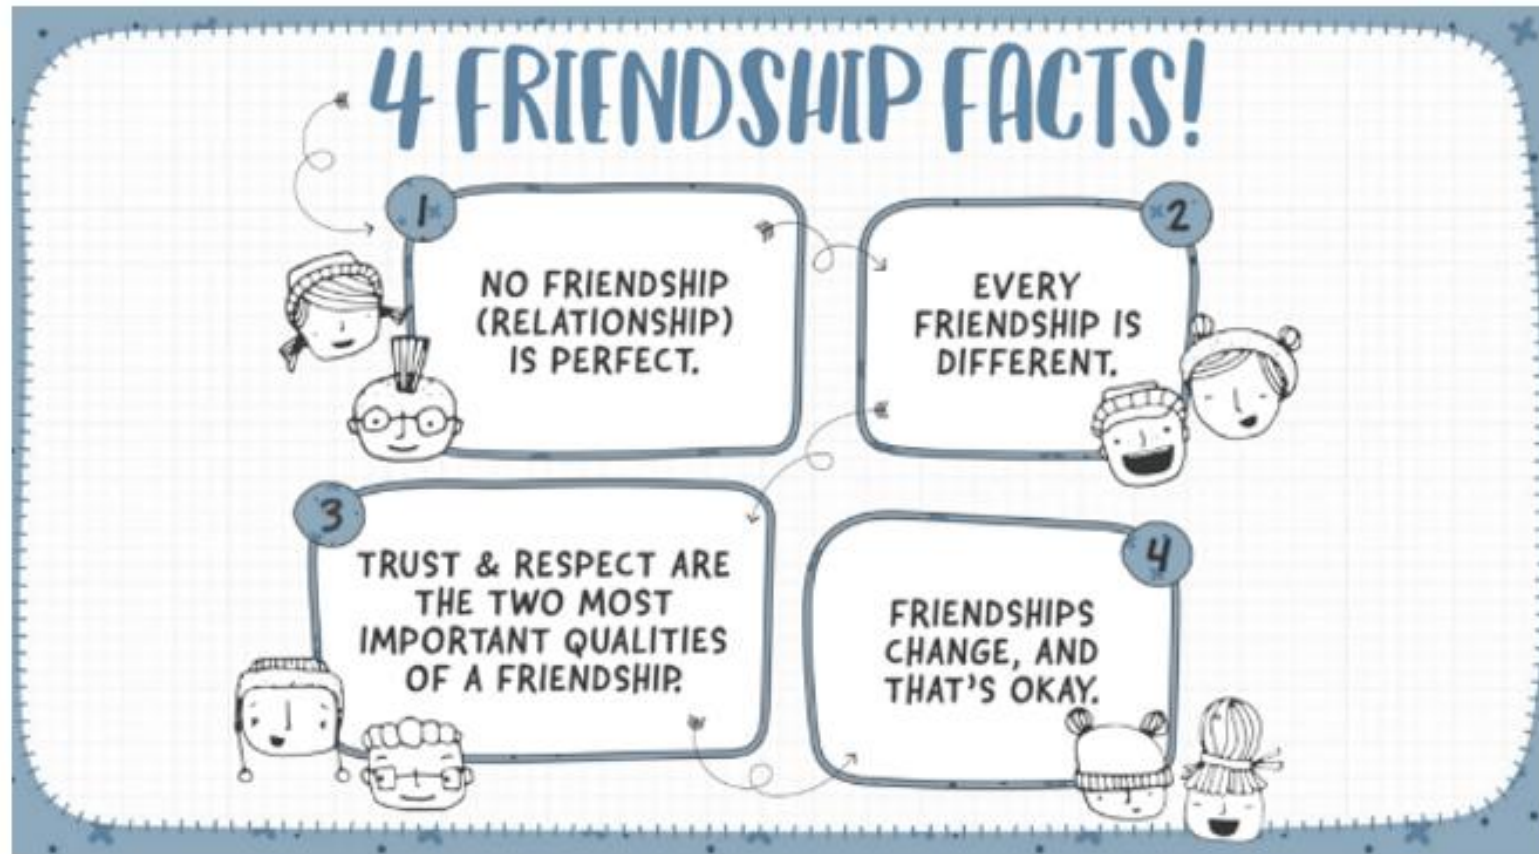 4 FRIENDSHIP FACTS!
1
NO FRIENDSHIP
(RELATIONSHIP)
IS PERFECT.
2
EVERY
FRIENDSHIP IS
DIFFERENT.
3
TRUST & RESPECT ARE
THE TWO MOST
IMPORTANT QUALITIES
OF A FRIENDSHIP.
4
FRIENDSHIPS
CHANGE, AND
THAT'S OKAY.